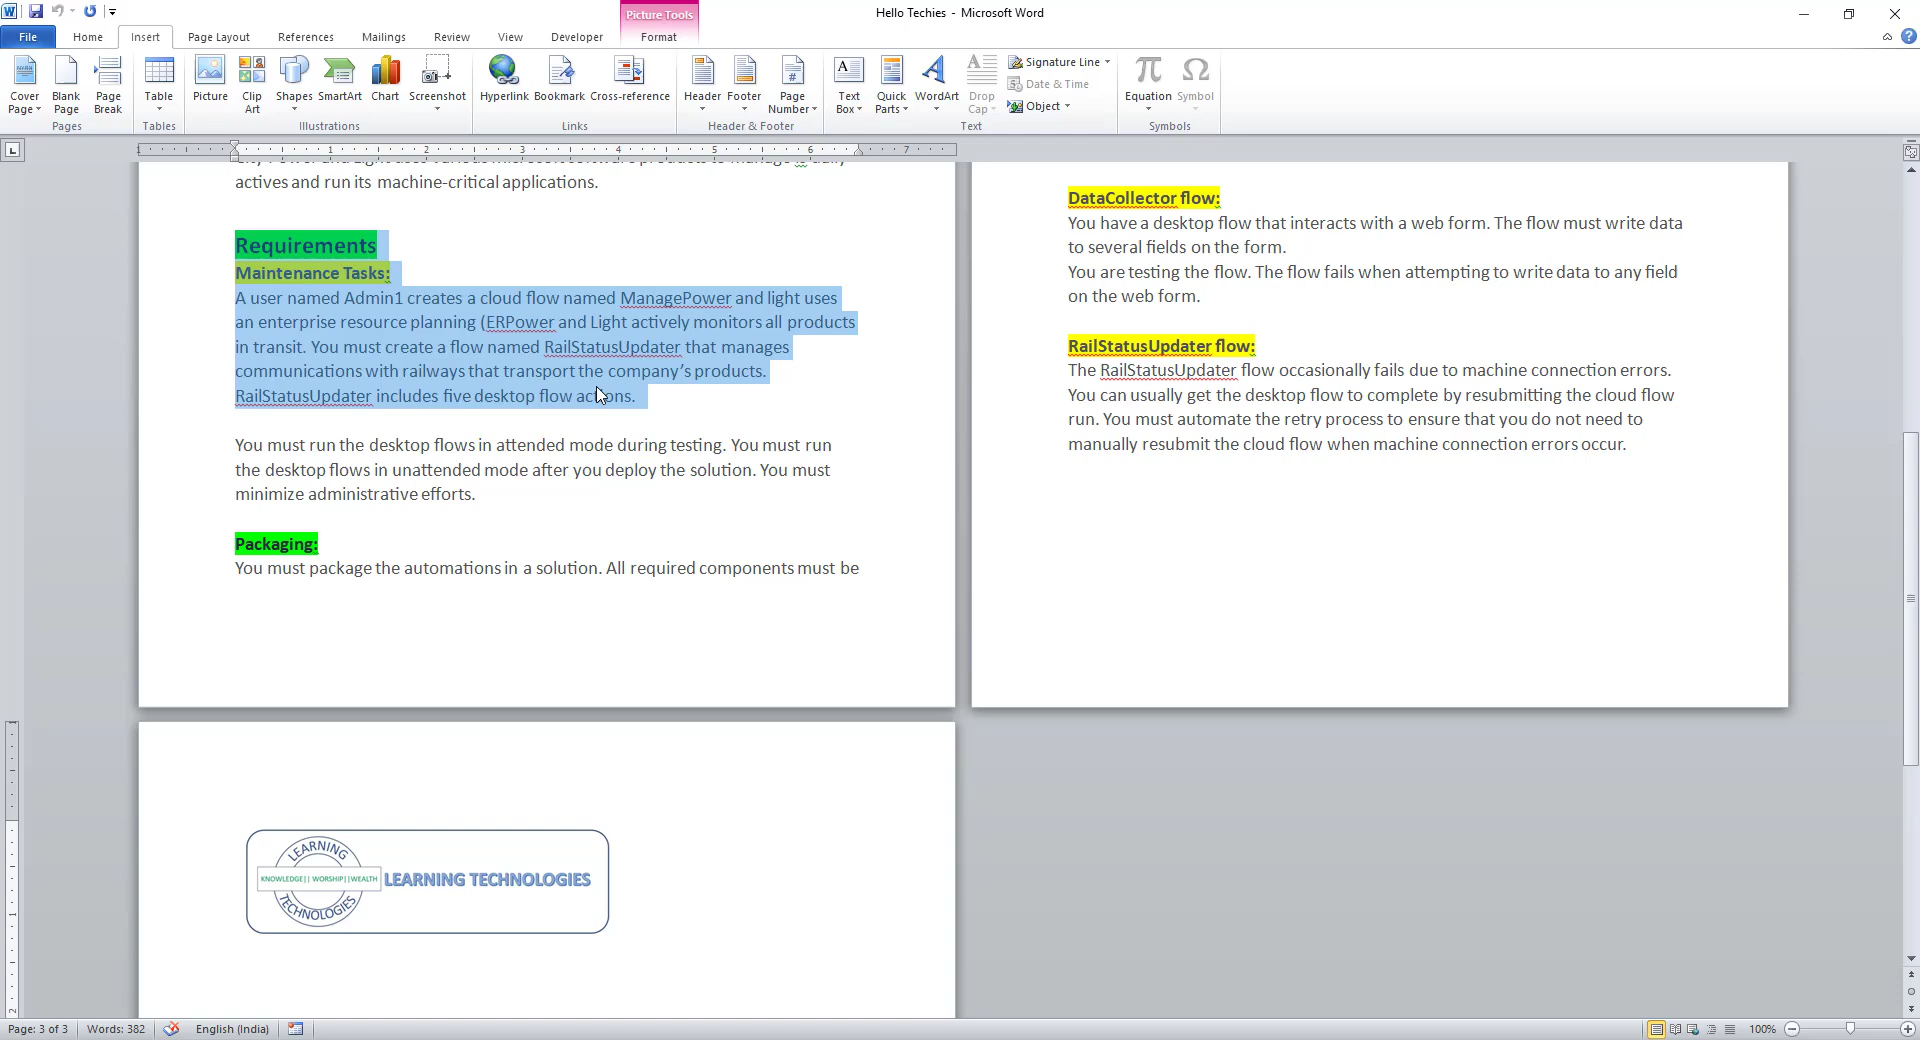 Hello Techies - Microsoft Word
Picture Tools
File
Home
Insert
Page Layout
References
Mailings
Review
View
Developer
Format
Cover Page
Blank Page
Page Break
Table
Picture
Clip Art
Shapes
SmartArt
Chart
Screenshot
Hyperlink
Bookmark
Cross-reference
Header
Footer
Page Number
Text Box
Quick Parts
WordArt
Drop Cap
Signature Line
Date & Time
Object
Equation
Symbol
Pages
Tables
Illustrations
Links
Header & Footer
Text
Symbols
actives and run its machine-critical applications.
Requirements
Maintenance Tasks:
A user named Admin1 creates a cloud flow named ManagePower and light uses
an enterprise resource planning (ERPower and Light actively monitors all products
in transit. You must create a flow named RailStatusUpdater that manages
communications with railways that transport the company's products.
RailStatusUpdater includes five desktop flow actions.
You must run the desktop flows in attended mode during testing. You must run
the desktop flows in unattended mode after you deploy the solution. You must
minimize administrative efforts.
Packaging:
You must package the automations in a solution. All required components must be
DataCollector flow:
You have a desktop flow that interacts with a web form. The flow must write data
to several fields on the form.
You are testing the flow. The flow fails when attempting to write data to any field
on the web form.
RailStatusUpdater flow:
The RailStatusUpdater flow occasionally fails due to machine connection errors.
You can usually get the desktop flow to complete by resubmitting the cloud flow
run. You must automate the retry process to ensure that you do not need to
manually resubmit the cloud flow when machine connection errors occur.
LEARNING
KNOWLEDGE|| WORSHIP||WEALTH
TECHNOLOGIES
LEARNING TECHNOLOGIES
Page: 3 of 3
Words: 382
English (India)
100%